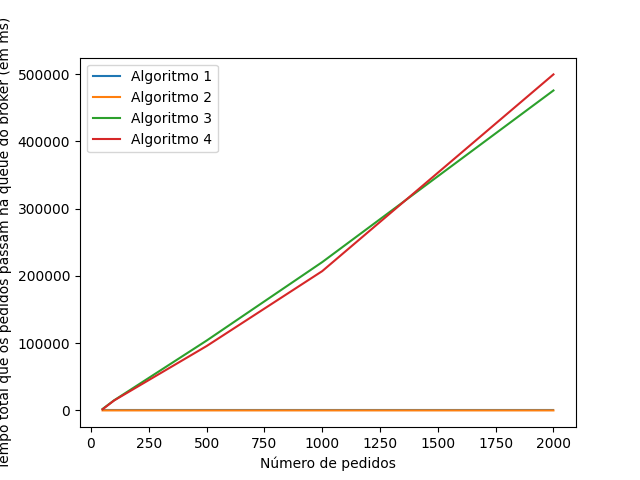 Tempo total que os pedidos passam na queue do broker (em ms)
500000
400000
300000
200000
100000
0
Algoritmo 1
Algoritmo 2
Algoritmo 3
Algoritmo 4
0 250 500 750 1000 1250 1500 1750 2000
Número de pedidos